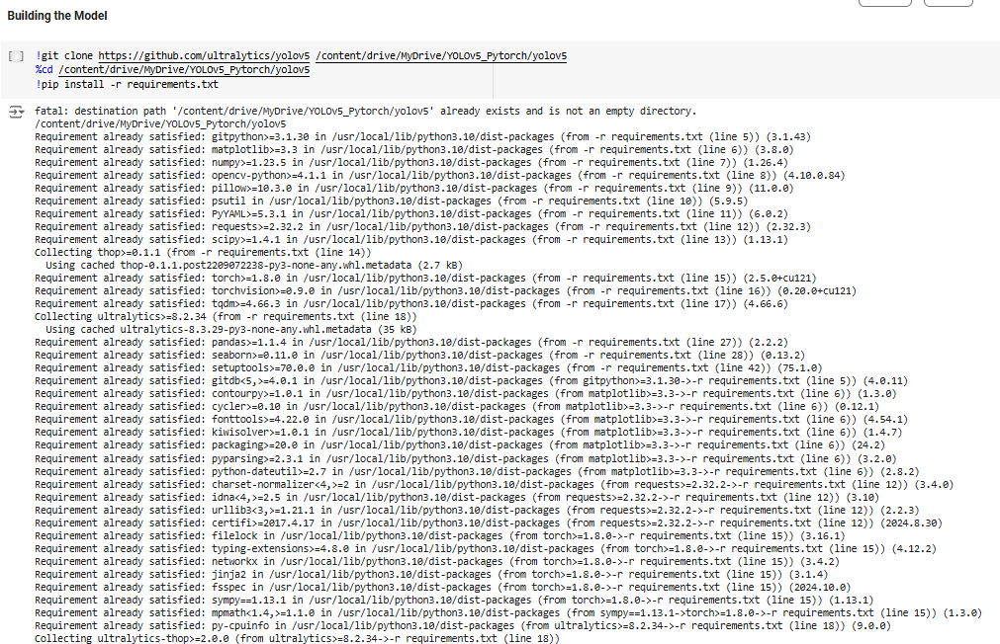 Building the Model
[ ] !git clone https://github.com/ultralytics/yolov5 /content/drive/MyDrive/YOLOv5_Pytorch/yolov5
%cd /content/drive/MyDrive/YOLOv5_Pytorch/yolov5
!pip install -r requirements.txt
fatal: destination path '/content/drive/MyDrive/YOLOv5_Pytorch/yolov5' already exists and is not an empty directory.
/content/drive/MyDrive/YOLOv5_Pytorch/yolov5
Requirement already satisfied: gitpython>=3.1.30 in /usr/local/lib/python3.10/dist-packages (from -r requirements.txt (line 5)) (3.1.43)
Requirement already satisfied: matplotlib>=3.3 in /usr/local/lib/python3.10/dist-packages (from -r requirements.txt (line 6)) (3.8.0)
Requirement already satisfied: numpy>=1.23.5 in /usr/local/lib/python3.10/dist-packages (from -r requirements.txt (line 7)) (1.26.4)
Requirement already satisfied: opencv-python>=4.1.1 in /usr/local/lib/python3.10/dist-packages (from -r requirements.txt (line 8)) (4.10.0.84)
Requirement already satisfied: pillow>=10.3.0 in /usr/local/lib/python3.10/dist-packages (from -r requirements.txt (line 9)) (11.0.0)
Requirement already satisfied: psutil in /usr/local/lib/python3.10/dist-packages (from -r requirements.txt (line 10)) (5.9.5)
Requirement already satisfied: PyYAML>=5.3.1 in /usr/local/lib/python3.10/dist-packages (from -r requirements.txt (line 11)) (6.0.2)
Requirement already satisfied: requests>=2.32.2 in /usr/local/lib/python3.10/dist-packages (from -r requirements.txt (line 12)) (2.32.3)
Requirement already satisfied: scipy>=1.4.1 in /usr/local/lib/python3.10/dist-packages (from -r requirements.txt (line 13)) (1.13.1)
Collecting thop>=0.1.1 (from -r requirements.txt (line 14))
  Using cached thop-0.1.1.post2209072238-py3-none-any.whl.metadata (2.7 kB)
Requirement already satisfied: torch>=1.8.0 in /usr/local/lib/python3.10/dist-packages (from -r requirements.txt (line 15)) (2.5.0+cu121)
Requirement already satisfied: torchvision>=0.9.0 in /usr/local/lib/python3.10/dist-packages (from -r requirements.txt (line 16)) (0.20.0+cu121)
Requirement already satisfied: tqdm>=4.66.3 in /usr/local/lib/python3.10/dist-packages (from -r requirements.txt (line 17)) (4.66.6)
Collecting ultralytics>=8.2.34 (from -r requirements.txt (line 18))
  Using cached ultralytics-8.3.29-py3-none-any.whl.metadata (35 kB)
Requirement already satisfied: pandas>=1.1.4 in /usr/local/lib/python3.10/dist-packages (from -r requirements.txt (line 27)) (2.2.2)
Requirement already satisfied: seaborn>=0.11.0 in /usr/local/lib/python3.10/dist-packages (from -r requirements.txt (line 28)) (0.13.2)
Requirement already satisfied: setuptools>=70.0.0 in /usr/local/lib/python3.10/dist-packages (from -r requirements.txt (line 42)) (75.1.0)
Requirement already satisfied: gitdb<5,>=4.0.1 in /usr/local/lib/python3.10/dist-packages (from gitpython>=3.1.30->-r requirements.txt (line 5)) (4.0.11)
Requirement already satisfied: contourpy>=1.0.1 in /usr/local/lib/python3.10/dist-packages (from matplotlib>=3.3->-r requirements.txt (line 6)) (1.3.0)
Requirement already satisfied: cycler>=0.10 in /usr/local/lib/python3.10/dist-packages (from matplotlib>=3.3->-r requirements.txt (line 6)) (0.12.1)
Requirement already satisfied: fonttools>=4.22.0 in /usr/local/lib/python3.10/dist-packages (from matplotlib>=3.3->-r requirements.txt (line 6)) (4.54.1)
Requirement already satisfied: kiwisolver>=1.0.1 in /usr/local/lib/python3.10/dist-packages (from matplotlib>=3.3->-r requirements.txt (line 6)) (1.4.7)
Requirement already satisfied: packaging>=20.0 in /usr/local/lib/python3.10/dist-packages (from matplotlib>=3.3->-r requirements.txt (line 6)) (24.2)
Requirement already satisfied: pyparsing>=2.3.1 in /usr/local/lib/python3.10/dist-packages (from matplotlib>=3.3->-r requirements.txt (line 6)) (3.2.0)
Requirement already satisfied: python-dateutil>=2.7 in /usr/local/lib/python3.10/dist-packages (from matplotlib>=3.3->-r requirements.txt (line 6)) (2.8.2)
Requirement already satisfied: charset-normalizer<4,>=2 in /usr/local/lib/python3.10/dist-packages (from requests>=2.32.2->-r requirements.txt (line 12)) (3.4.0)
Requirement already satisfied: idna<4,>=2.5 in /usr/local/lib/python3.10/dist-packages (from requests>=2.32.2->-r requirements.txt (line 12)) (3.10)
Requirement already satisfied: urllib3<3,>=1.21.1 in /usr/local/lib/python3.10/dist-packages (from requests>=2.32.2->-r requirements.txt (line 12)) (2.2.3)
Requirement already satisfied: certifi>=2017.4.17 in /usr/local/lib/python3.10/dist-packages (from requests>=2.32.2->-r requirements.txt (line 12)) (2024.8.30)
Requirement already satisfied: filelock in /usr/local/lib/python3.10/dist-packages (from torch>=1.8.0->-r requirements.txt (line 15)) (3.16.1)
Requirement already satisfied: typing-extensions>=4.8.0 in /usr/local/lib/python3.10/dist-packages (from torch>=1.8.0->-r requirements.txt (line 15)) (4.12.2)
Requirement already satisfied: networkx in /usr/local/lib/python3.10/dist-packages (from torch>=1.8.0->-r requirements.txt (line 15)) (3.4.2)
Requirement already satisfied: jinja2 in /usr/local/lib/python3.10/dist-packages (from torch>=1.8.0->-r requirements.txt (line 15)) (3.1.4)
Requirement already satisfied: fsspec in /usr/local/lib/python3.10/dist-packages (from torch>=1.8.0->-r requirements.txt (line 15)) (2024.10.0)
Requirement already satisfied: sympy==1.13.1 in /usr/local/lib/python3.10/dist-packages (from torch>=1.8.0->-r requirements.txt (line 15)) (1.13.1)
Requirement already satisfied: mpmath<1.4,>=1.1.0 in /usr/local/lib/python3.10/dist-packages (from sympy==1.13.1->torch>=1.8.0->-r requirements.txt (line 15)) (1.3.0)
Requirement already satisfied: py-cpuinfo in /usr/local/lib/python3.10/dist-packages (from ultralytics>=8.2.34->-r requirements.txt (line 18)) (9.0.0)
Collecting ultralytics-thop>=2.0.0 (from ultralytics>=8.2.34->-r requirements.txt (line 18))